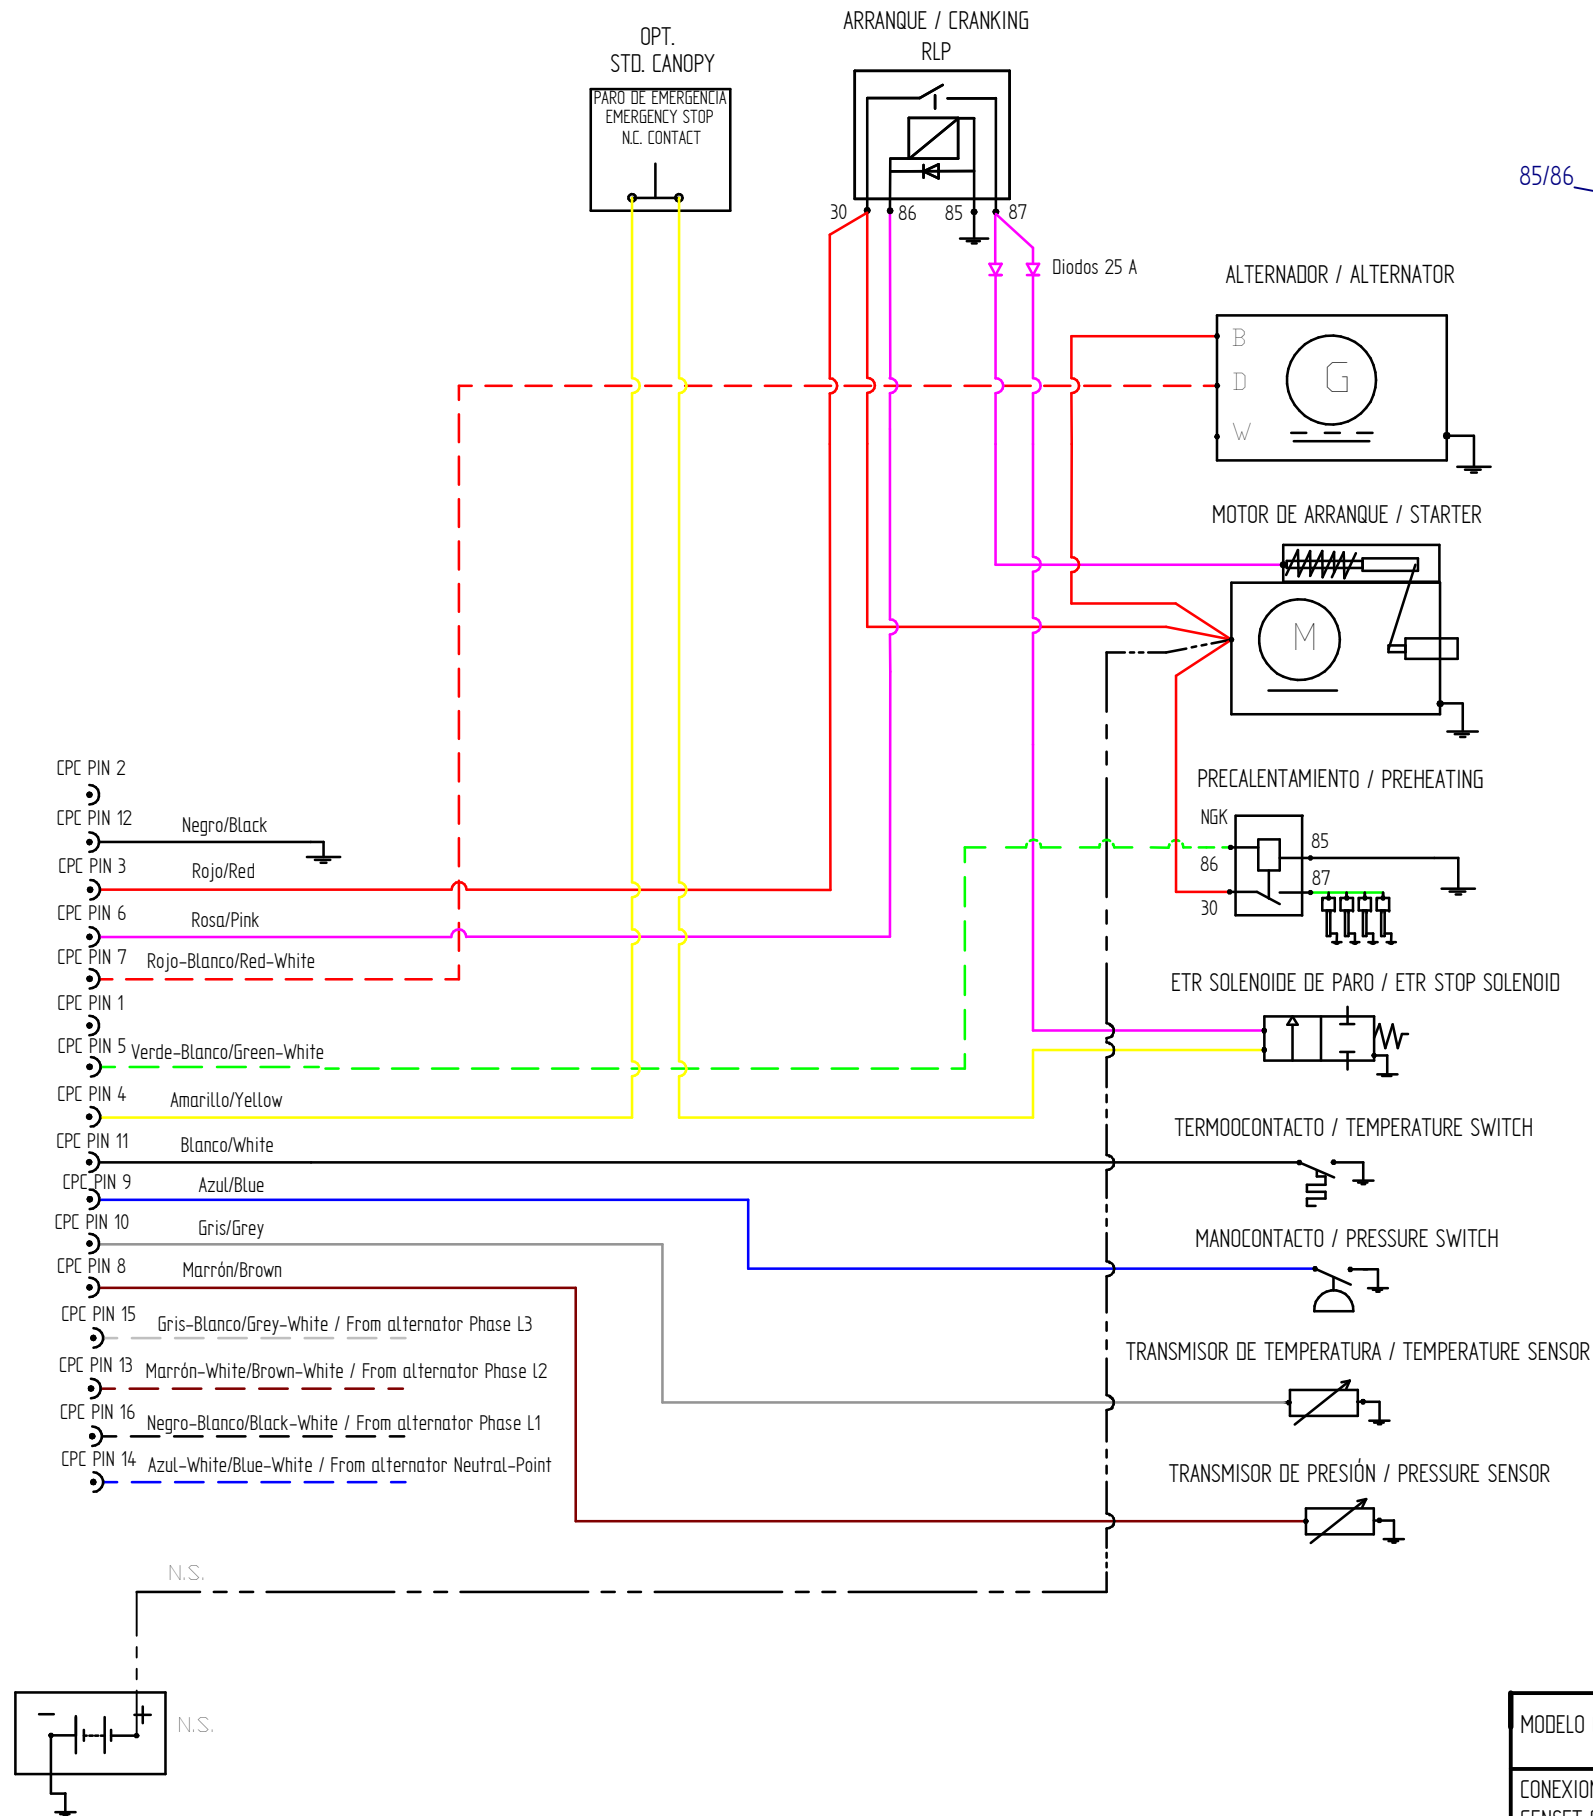 ARRANQUE / CRANKING
RLP
OPT.
STD. CANOPY
PARO DE EMERGENCIA
EMERGENCY STOP
N.C. CONTACT
30
86
85
87
85/86
Diodos 25 A
ALTERNADOR / ALTERNATOR
B
D
W
G
MOTOR DE ARRANQUE / STARTER
M
CPC PIN 2
CPC PIN 12
Negro/Black
CPC PIN 3
Rojo/Red
CPC PIN 6
Rosa/Pink
CPC PIN 7
Rojo-Blanco/Red-White
CPC PIN 1
CPC PIN 5
Verde-Blanco/Green-White
CPC PIN 4
Amarillo/Yellow
CPC PIN 11
Blanco/White
CPC PIN 9
Azul/Blue
CPC PIN 10
Gris/Grey
CPC PIN 8
Marrón/Brown
CPC PIN 15
Gris-Blanco/Grey-White / From alternator Phase L3
CPC PIN 13
Marrón-White/Brown-White / From alternator Phase L2
CPC PIN 16
Negro-Blanco/Black-White / From alternator Phase L1
CPC PIN 14
Azul-White/Blue-White / From alternator Neutral-Point
PRECALENTAMIENTO / PREHEATING
NGK
86
30
85
87
ETR SOLENOIDE DE PARO / ETR STOP SOLENOID
TERMOOCONTACTO / TEMPERATURE SWITCH
MANOCONTACTO / PRESSURE SWITCH
TRANSMISOR DE TEMPERATURA / TEMPERATURE SENSOR
TRANSMISOR DE PRESIÓN / PRESSURE SENSOR
N.S.
- +
N.S.
MODELO
CONEXION